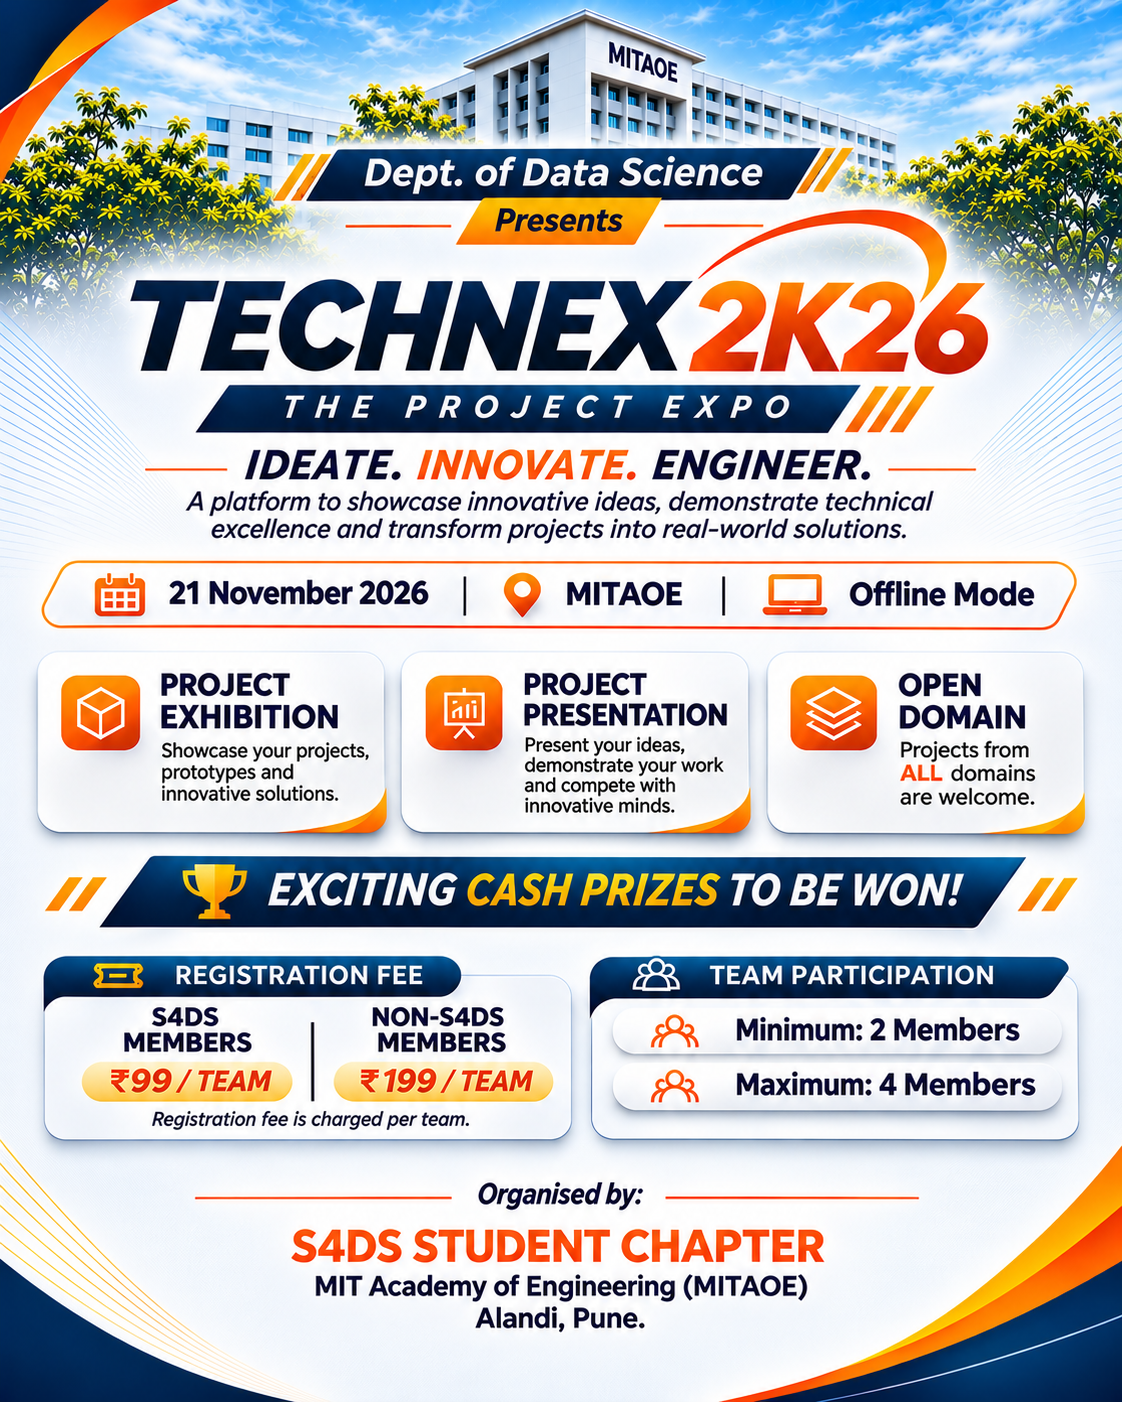 MITAOE
Dept. of Data Science
Presents
TECHNEX 2K26
THE PROJECT EXPO
IDEATE. INNOVATE. ENGINEER.
A platform to showcase innovative ideas, demonstrate technical
excellence and transform projects into real-world solutions.
21 November 2026 | MITAOE | Offline Mode
PROJECT
EXHIBITION
Showcase your projects,
prototypes and
innovative solutions.
PROJECT
PRESENTATION
Present your ideas,
demonstrate your work
and compete with
innovative minds.
OPEN
DOMAIN
Projects from
ALL domains
are welcome.
EXCITING CASH PRIZES TO BE WON!
REGISTRATION FEE
S4DS
MEMBERS
₹99 / TEAM
NON-S4DS
MEMBERS
₹199 / TEAM
Registration fee is charged per team.
TEAM PARTICIPATION
Minimum: 2 Members
Maximum: 4 Members
Organised by:
S4DS STUDENT CHAPTER
MIT Academy of Engineering (MITAOE)
Alandi, Pune.